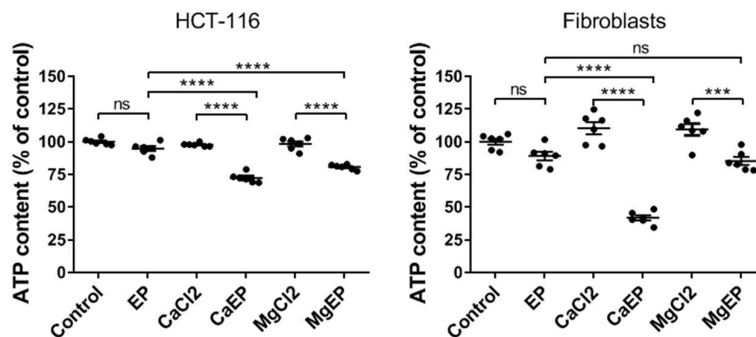 HCT-116
ATP content (% of control)
150
125
100
75
50
25
0
ns
****
****
****
****
Control
EP
CaCl2
CaEP
MgCl2
MgEP
Fibroblasts
ATP content (% of control)
150
125
100
75
50
25
0
ns
ns
****
****
***
Control
EP
CaCl2
CaEP
MgCl2
MgEP